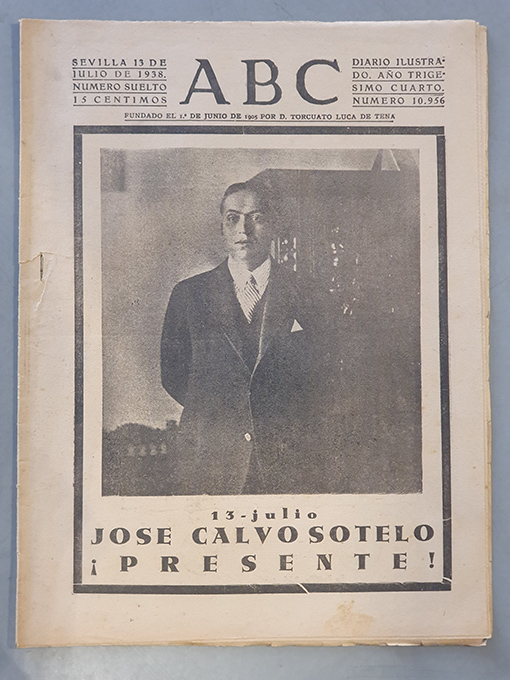 SEVILLA 13 DE
JULIO DE 1938.
NUMERO SUELTO
15 CENTIMOS
ABC
DIARIO ILUSTRA-
DO. AÑO TRIGE-
SIMO CUARTO.
NUMERO 10.956
FUNDADO EL 1.º DE JUNIO DE 1905 POR D. TORCUATO LUCA DE TENA
13-julio
JOSE CALVO SOTELO
¡PRESENTE!